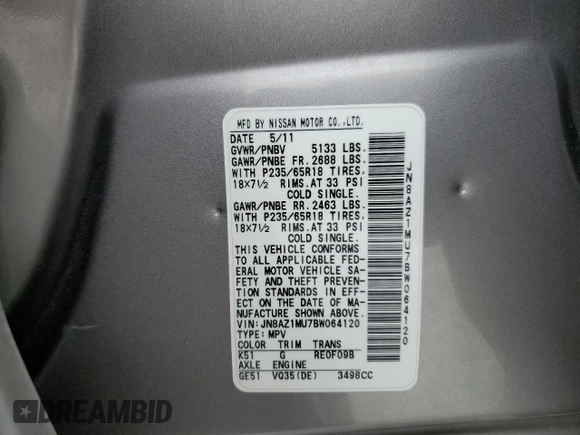 MFD BY NISSAN MOTOR CO.,LTD.
DATE 5/11
GVWR/PNBV 5133 LBS.
GAWR/PNBE FR. 2688 LBS.
WITH P235/65R18 TIRES.
18×7½ RIMS. AT 33 PSI
COLD SINGLE.
GAWR/PNBE RR. 2463 LBS.
WITH P235/65R18 TIRES.
18×7½ RIMS. AT 33 PSI
COLD SINGLE.
THIS VEHICLE CONFORMS
TO ALL APPLICABLE FED-
ERAL MOTOR VEHICLE SA-
FETY AND THEFT PREVEN-
TION STANDARDS IN EFF-
ECT ON THE DATE OF MA-
NUFACTURE SHOWN ABOVE.
VIN: JN8AZ1MU7BW064120
TYPE: MPV
COLOR TRIM TRANS
K51 G RE0F09B
AXLE ENGINE
GE51 VQ35(DE) 3498CC
JN8AZ1MU7BW064120
DREAMBID